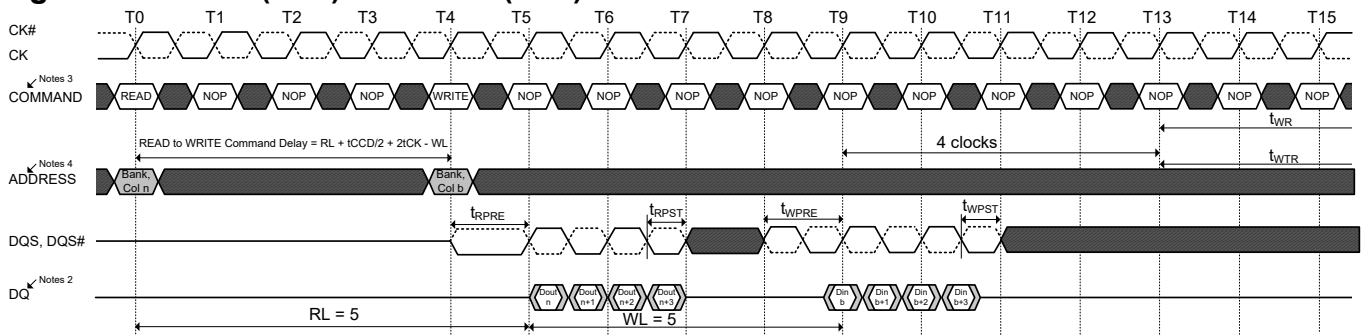 T0 T1 T2 T3 T4 T5 T6 T7 T8 T9 T10 T11 T12 T13 T14 T15
CK#
CK
Notes 3
COMMAND READ NOP NOP NOP WRITE NOP NOP NOP NOP NOP NOP NOP NOP NOP NOP NOP
tWR
READ to WRITE Command Delay = RL + tCCD/2 + 2tCK - WL
4 clocks
Notes 4
tWTR
ADDRESS Bank, Col n Bank, Col b
tRPRE tRPST tWPRE tWPST
DQS, DQS#
Notes 2
DQ Dout n Dout n+1 Dout n+2 Dout n+3 Din b Din b+1 Din b+2 Din b+3
RL = 5 WL = 5